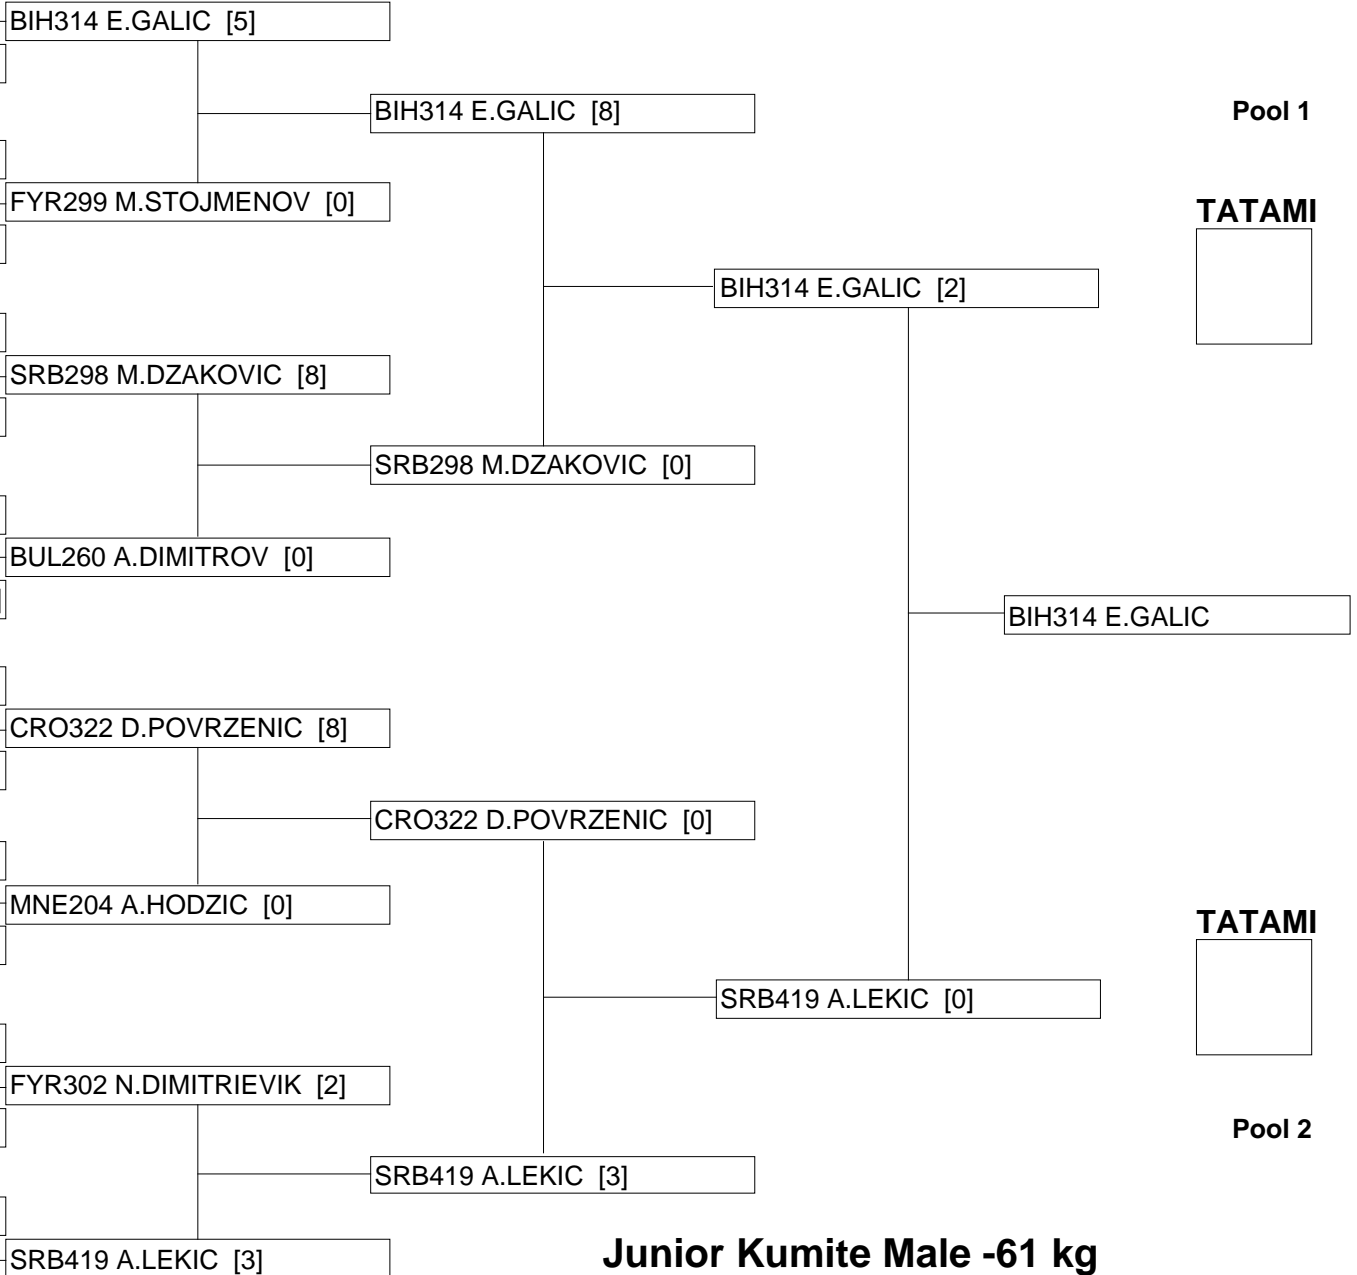 BIH314 E.GALIC [5]
BIH314 E.GALIC [8]
Pool 1
FYR299 M.STOJMENOV [0]
TATAMI
BIH314 E.GALIC [2]
SRB298 M.DZAKOVIC [8]
SRB298 M.DZAKOVIC [0]
BUL260 A.DIMITROV [0]
BIH314 E.GALIC
CRO322 D.POVRZENIC [8]
CRO322 D.POVRZENIC [0]
MNE204 A.HODZIC [0]
TATAMI
SRB419 A.LEKIC [0]
FYR302 N.DIMITRIEVIK [2]
Pool 2
SRB419 A.LEKIC [3]
SRB419 A.LEKIC [3]
Junior Kumite Male -61 kg